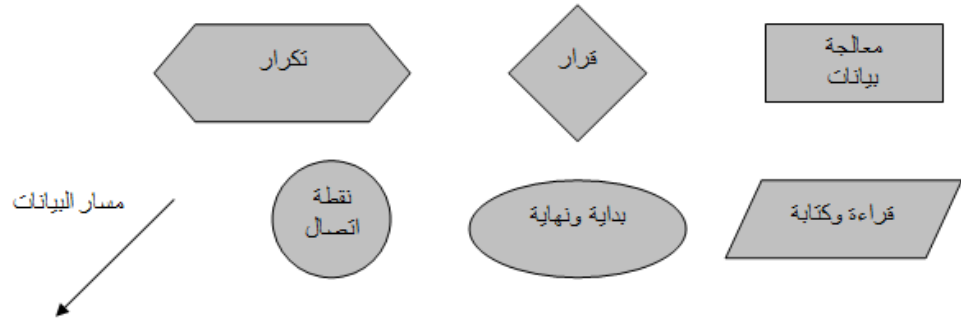 معالجة
بيانات
قرار
تكرار
قراءة وكتابة
بداية ونهاية
نقطة
اتصال
مسار البيانات